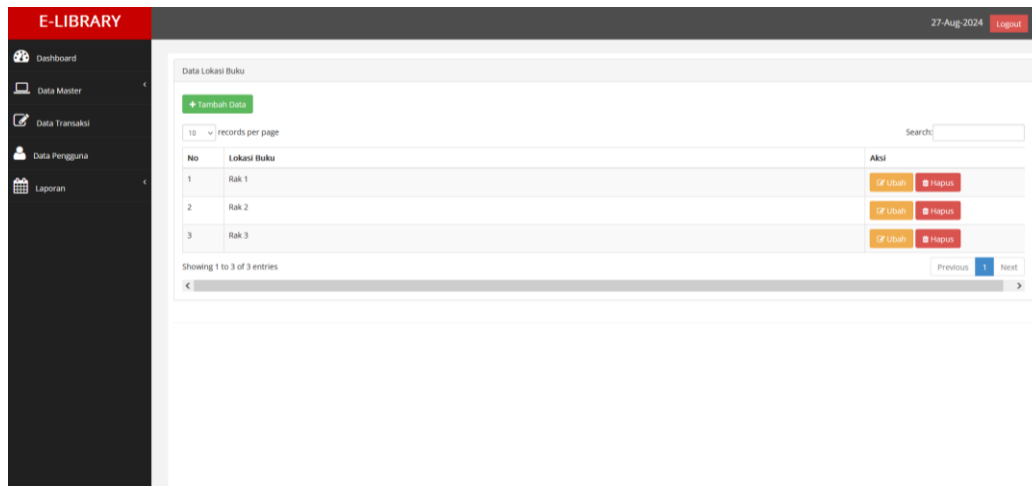 E-LIBRARY
27-Aug-2024 Logout
Dashboard
Data Master
Data Transaksi
Data Pengguna
Laporan
Data Lokasi Buku
+ Tambah Data
10 records per page
Search:
No Lokasi Buku Aksi
1 Rak 1 Ubah Hapus
2 Rak 2 Ubah Hapus
3 Rak 3 Ubah Hapus
Showing 1 to 3 of 3 entries
Previous 1 Next